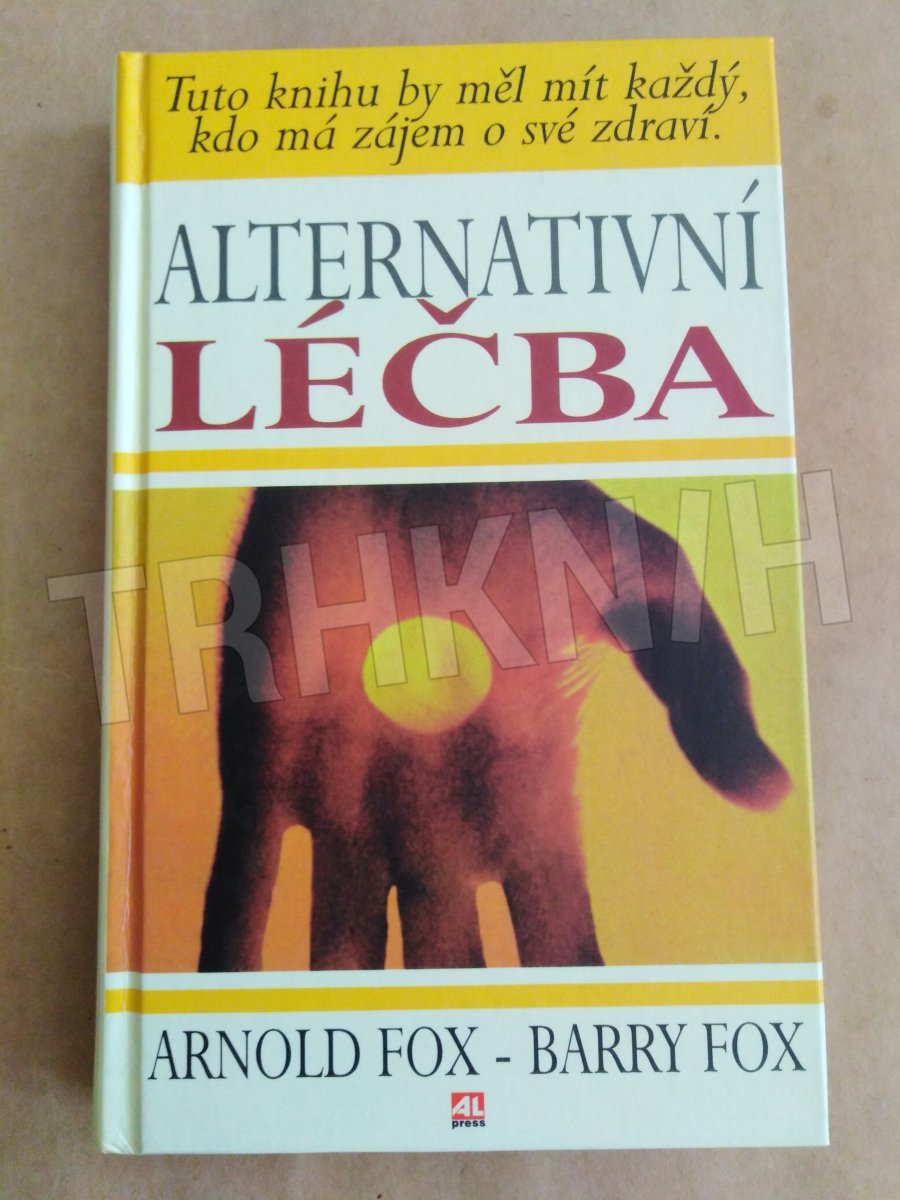 Tuto knihu by měl mít každý,
kdo má zájem o své zdraví.
ALTERNATIVNÍ
LÉČBA
TRHKNIH
ARNOLD FOX - BARRY FOX
AL
press